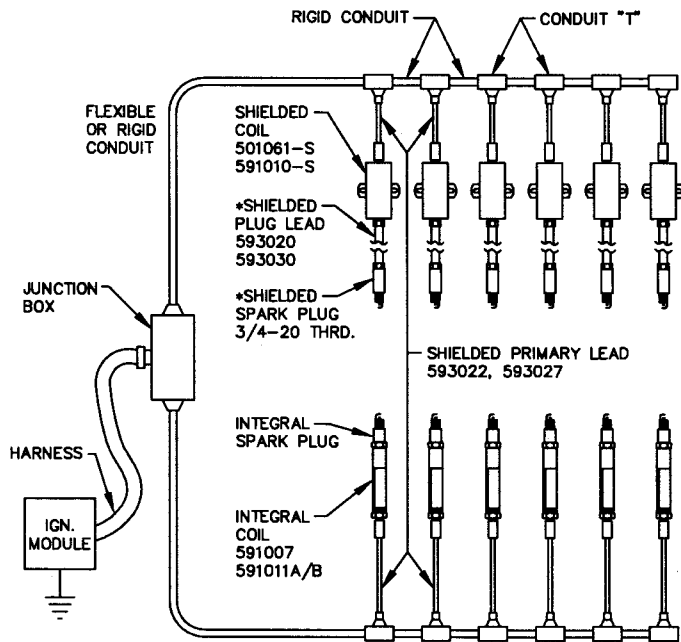 RIGID CONDUIT
CONDUIT "T"
FLEXIBLE
OR RIGID
CONDUIT
SHIELDED
COIL
501061-S
591010-S
*SHIELDED
PLUG LEAD
593020
593030
*SHIELDED
SPARK PLUG
3/4-20 THRD.
JUNCTION
BOX
SHIELDED PRIMARY LEAD
593022, 593027
INTEGRAL
SPARK PLUG
HARNESS
INTEGRAL
COIL
591007
591011A/B
IGN.
MODULE